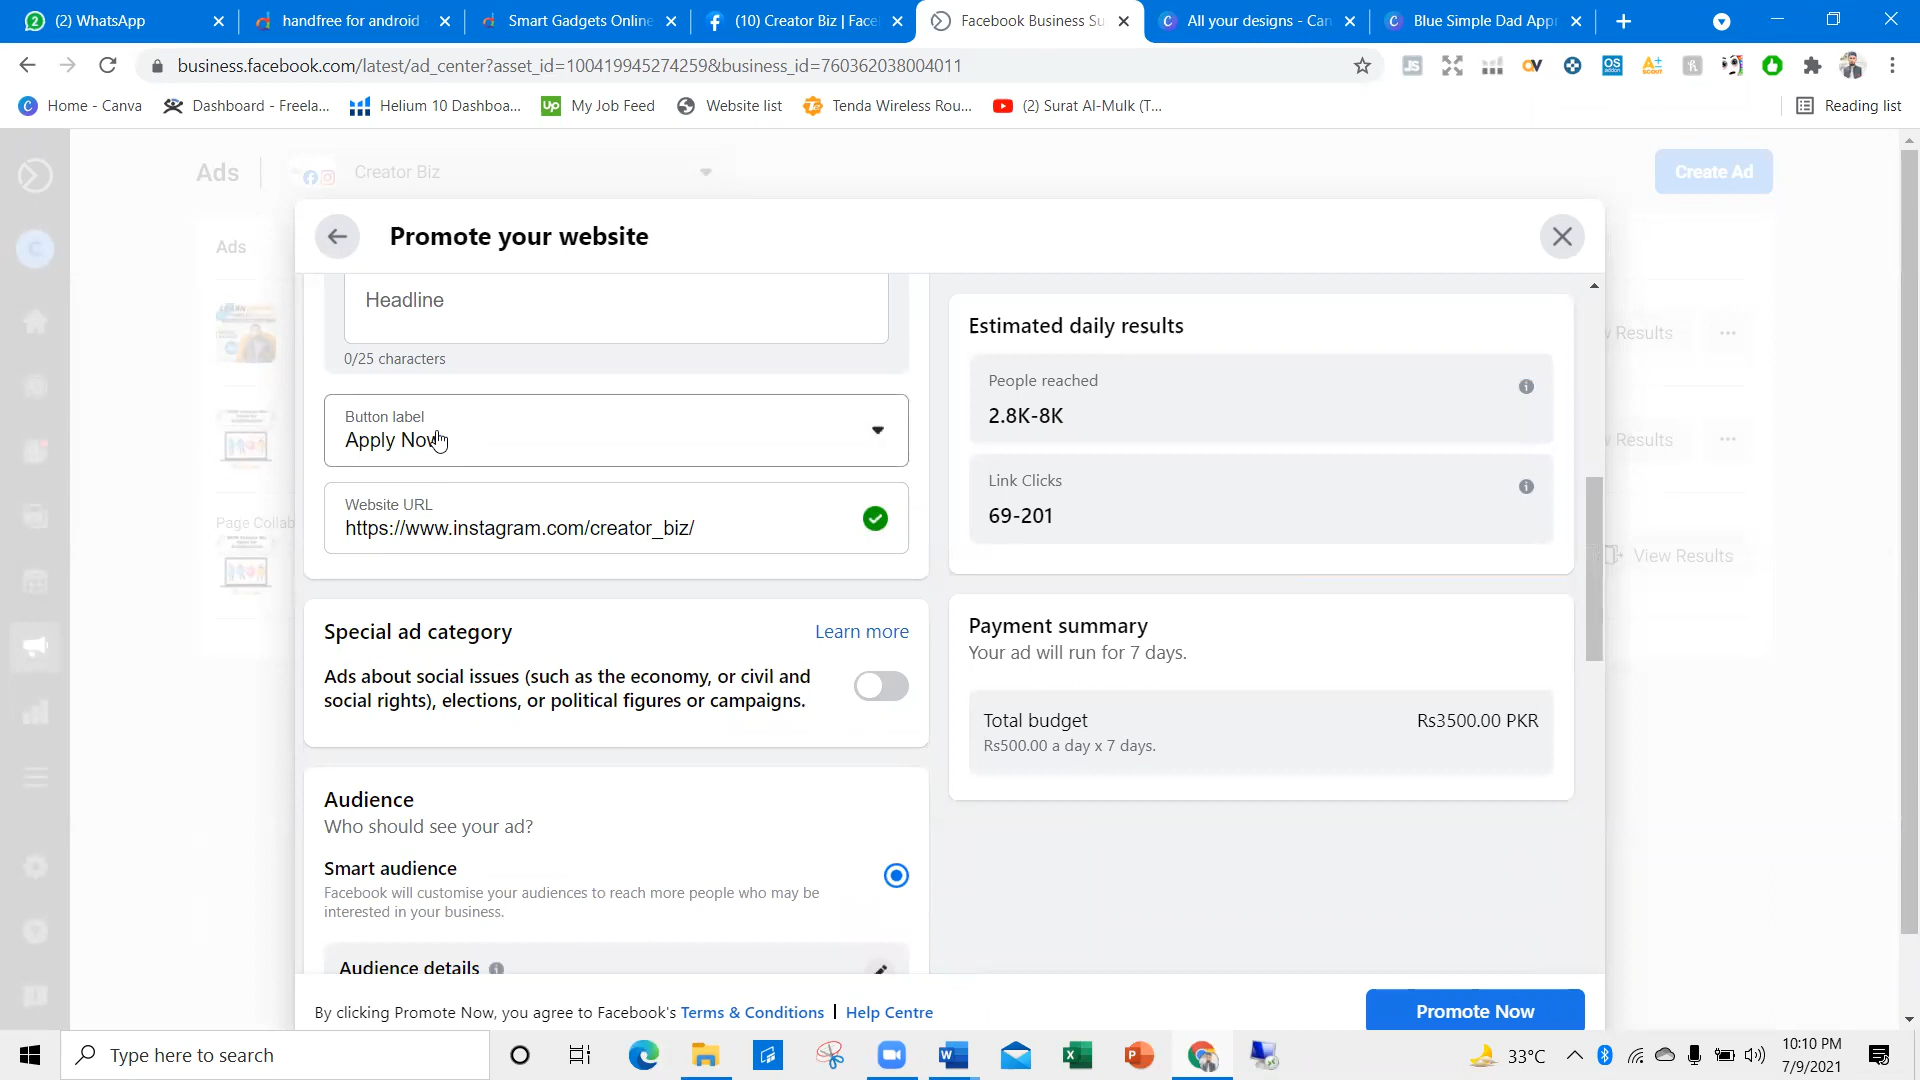 (2) WhatsApp
handfree for android
Smart Gadgets Online
(10) Creator Biz | Face
Facebook Business Su
All your designs - Can
Blue Simple Dad App
business.facebook.com/latest/ad_center?asset_id=100419945274259&business_id=760362038004011
Home - Canva
Dashboard - Freela...
Helium 10 Dashboa...
My Job Feed
Website list
Tenda Wireless Rou...
(2) Surat Al-Mulk (T...
Reading list
Ads
Creator Biz
Create Ad
Ads
Promote your website
Headline
0/25 characters
Button label
Apply Now
Website URL
https://www.instagram.com/creator_biz/
Special ad category
Learn more
Ads about social issues (such as the economy, or civil and
social rights), elections, or political figures or campaigns.
Audience
Who should see your ad?
Smart audience
Facebook will customise your audiences to reach more people who may be
interested in your business.
Audience details
Estimated daily results
People reached
2.8K-8K
Link Clicks
69-201
Payment summary
Your ad will run for 7 days.
Total budget
Rs3500.00 PKR
Rs500.00 a day x 7 days.
Page Collab
Results
Results
View Results
By clicking Promote Now, you agree to Facebook's Terms & Conditions | Help Centre
Promote Now
Type here to search
33°C
10:10 PM
7/9/2021